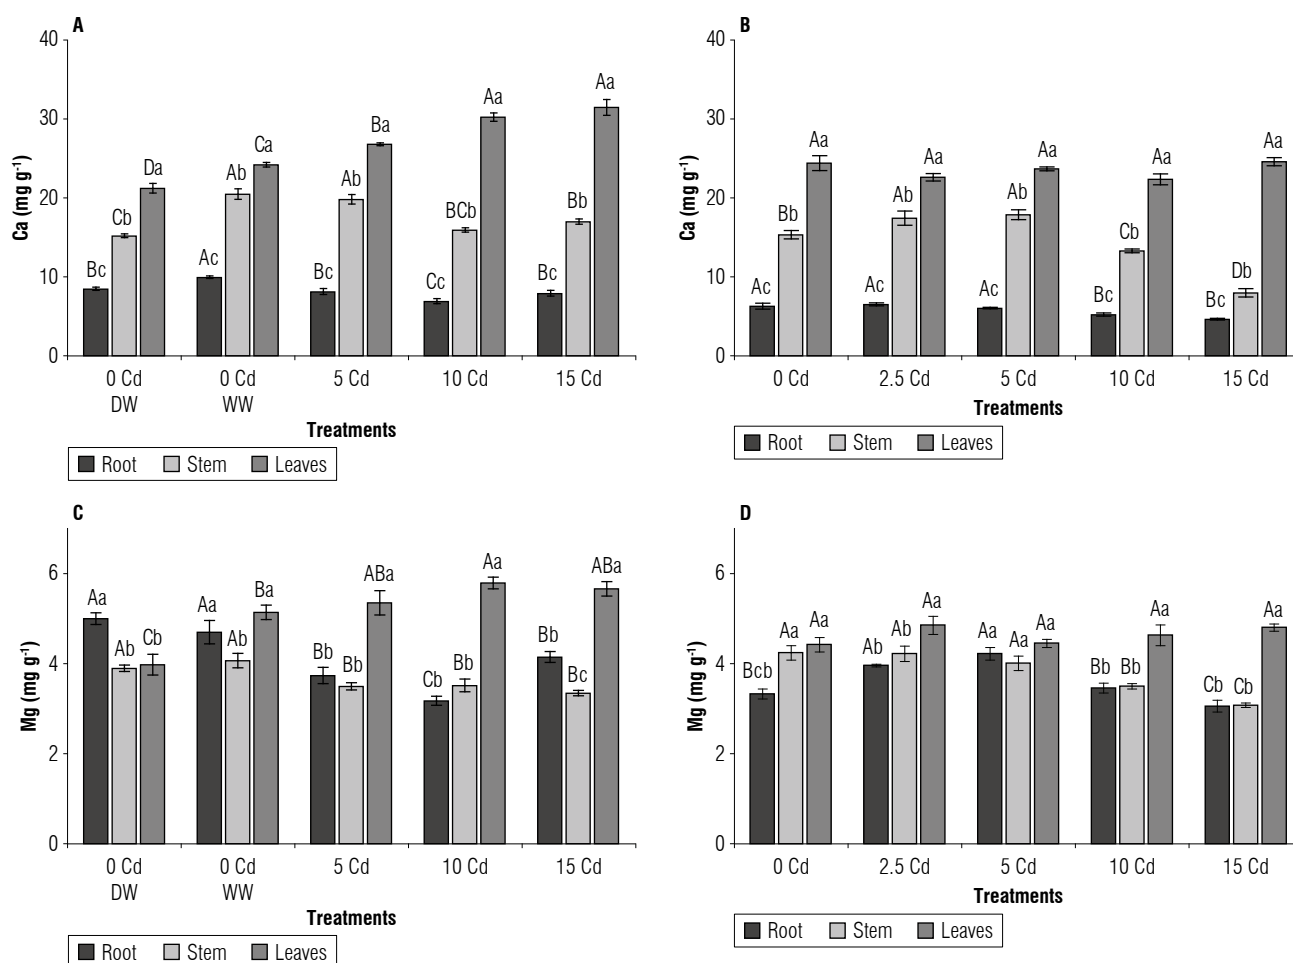 A
Ca (mg g-1)
40
30
20
10
0
Bc Cb Da
Ac Ab Ca
Bc Ab Ba
Cc BCb Aa
Bc Bb Aa
0 Cd DW
0 Cd WW
5 Cd
10 Cd
15 Cd
Treatments
Root Stem Leaves
B
Ca (mg g-1)
40
30
20
10
0
Ac Bb Aa
Ac Ab Aa
Ac Ab Aa
Bc Cb Aa
Bc Db Aa
0 Cd
2.5 Cd
5 Cd
10 Cd
15 Cd
Treatments
Root Stem Leaves
C
Mg (mg g-1)
6
4
2
0
Aa Ab Cb
Aa Ab Ba
Bb Bb ABa
Cb Bb Aa
Bb Bc ABa
0 Cd DW
0 Cd WW
5 Cd
10 Cd
15 Cd
Treatments
Root Stem Leaves
D
Mg (mg g-1)
6
4
2
0
Bcb Aa Aa
Ab Ab Aa
Aa Aa Aa
Bb Bb Aa
Cb Cb Aa
0 Cd
2.5 Cd
5 Cd
10 Cd
15 Cd
Treatments
Root Stem Leaves